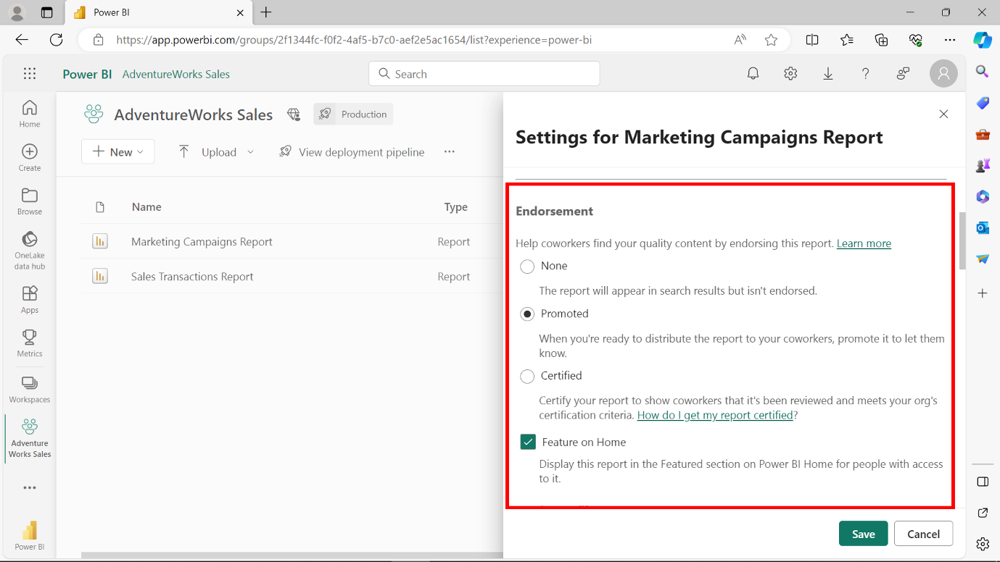 Power BI
https://app.powerbi.com/groups/2f1344fc-f0f2-4af5-b7c0-aef2e5ac1654/list?experience=power-bi
Power BI AdventureWorks Sales
Search
Home
Create
Browse
OneLake
data hub
Apps
Metrics
Workspaces
Adventure
Works Sales
Power BI
AdventureWorks Sales
Production
New
Upload
View deployment pipeline
Name Type
Marketing Campaigns Report Report
Sales Transactions Report Report
Settings for Marketing Campaigns Report
Endorsement
Help coworkers find your quality content by endorsing this report. Learn more
None
The report will appear in search results but isn't endorsed.
Promoted
When you're ready to distribute the report to your coworkers, promote it to let them
know.
Certified
Certify your report to show coworkers that it's been reviewed and meets your org's
certification criteria. How do I get my report certified?
Feature on Home
Display this report in the Featured section on Power BI Home for people with access
to it.
Save
Cancel